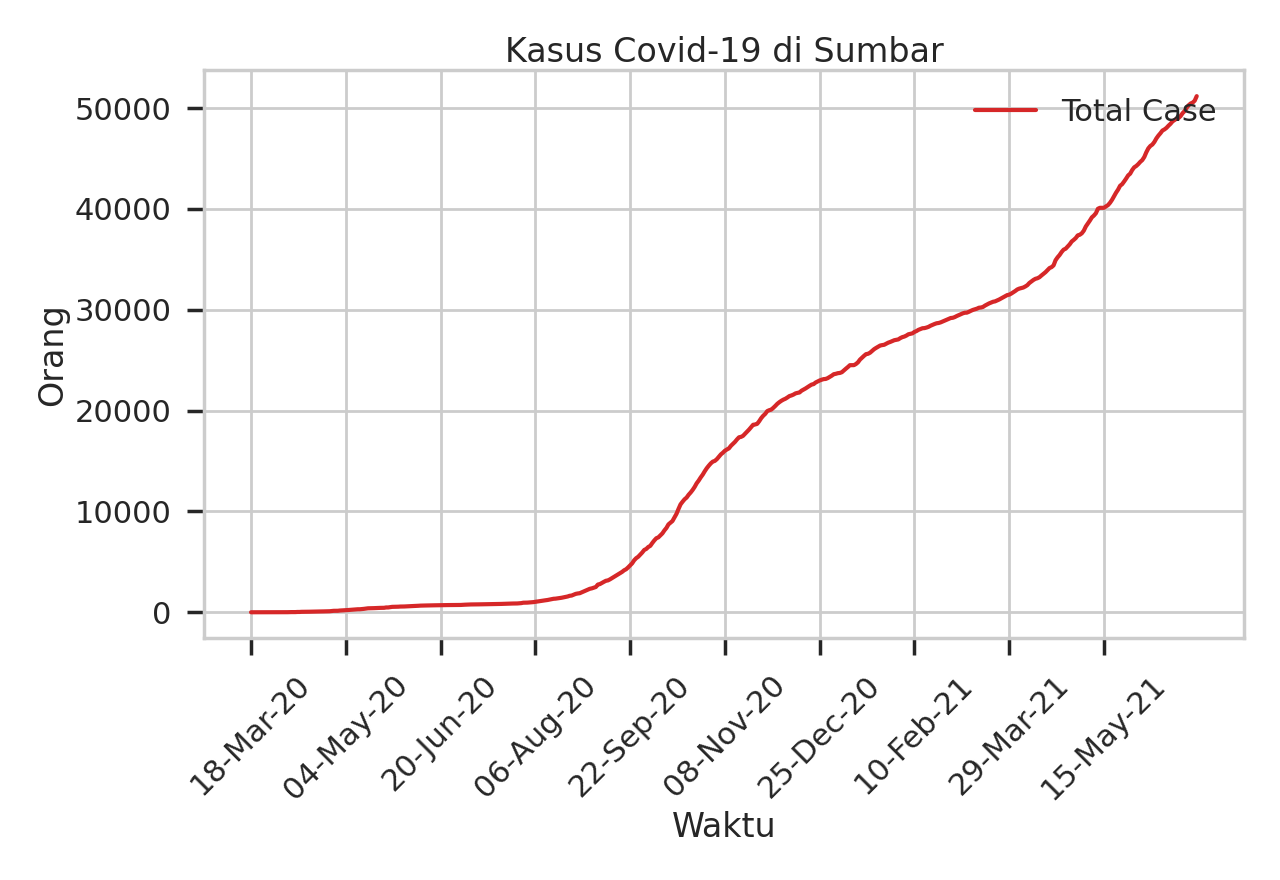 Kasus Covid-19 di Sumbar
Total Case
Orang
50000
40000
30000
20000
10000
0
18-Mar-20
04-May-20
20-Jun-20
06-Aug-20
22-Sep-20
08-Nov-20
25-Dec-20
10-Feb-21
29-Mar-21
15-May-21
Waktu